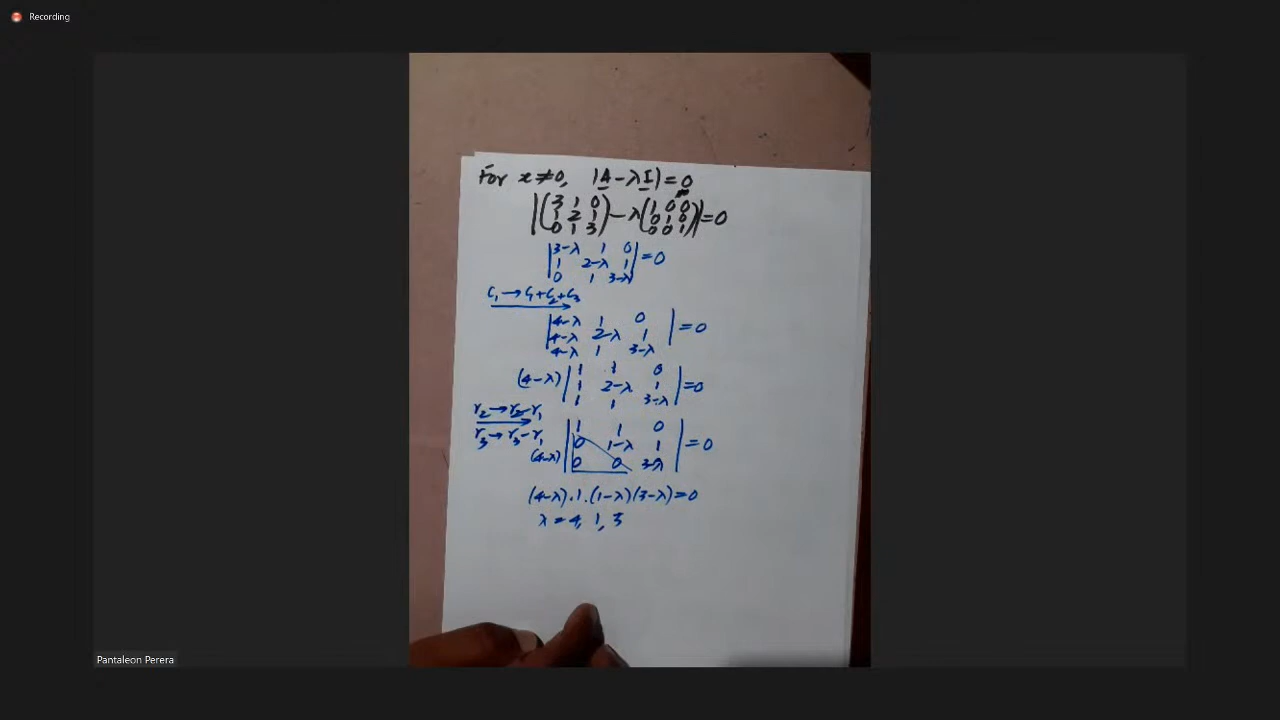 Recording
For x ≠ 0, |A - λI| = 0
|(3 1 0
1 2 1
0 1 3) - λ(1 0 0
0 1 0
0 0 1)| = 0
|3-λ 1 0
1 2-λ 1
0 1 3-λ| = 0
C₁ → C₁+C₂+C₃
|4-λ 1 0
4-λ 2-λ 1
4-λ 1 3-λ| = 0
(4-λ) |1 1 0
1 2-λ 1
1 1 3-λ| = 0
r₂ → r₂-r₁
r₃ → r₃-r₁
(4-λ) |1 1 0
0 1-λ 1
0 0 3-λ| = 0
(4-λ).1.(1-λ)(3-λ) = 0
λ = 4, 1, 3
Pantaleon Perera